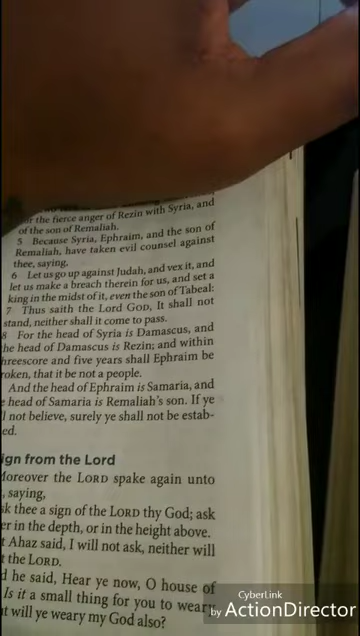 the fierce anger of Rezin with Syria, and
of the son of Remaliah.
5 Because Syria, Ephraim, and the son of
Remaliah, have taken evil counsel against
thee, saying,
6 Let us go up against Judah, and vex it, and
let us make a breach therein for us, and set a
king in the midst of it, even the son of Tabeal:
7 Thus saith the Lord GOD, It shall not
stand, neither shall it come to pass.
8 For the head of Syria is Damascus, and
he head of Damascus is Rezin; and within
hreescore and five years shall Ephraim be
roken, that it be not a people.
And the head of Ephraim is Samaria, and
e head of Samaria is Remaliah's son. If ye
l not believe, surely ye shall not be estab-
ed.
ign from the Lord
Moreover the LORD spake again unto
, saying,
sk thee a sign of the LORD thy God; ask
er in the depth, or in the height above.
t Ahaz said, I will not ask, neither will
t the LORD.
d he said, Hear ye now, O house of
Is it a small thing for you to weary
t will ye weary my God also?
CyberLink
by ActionDirector